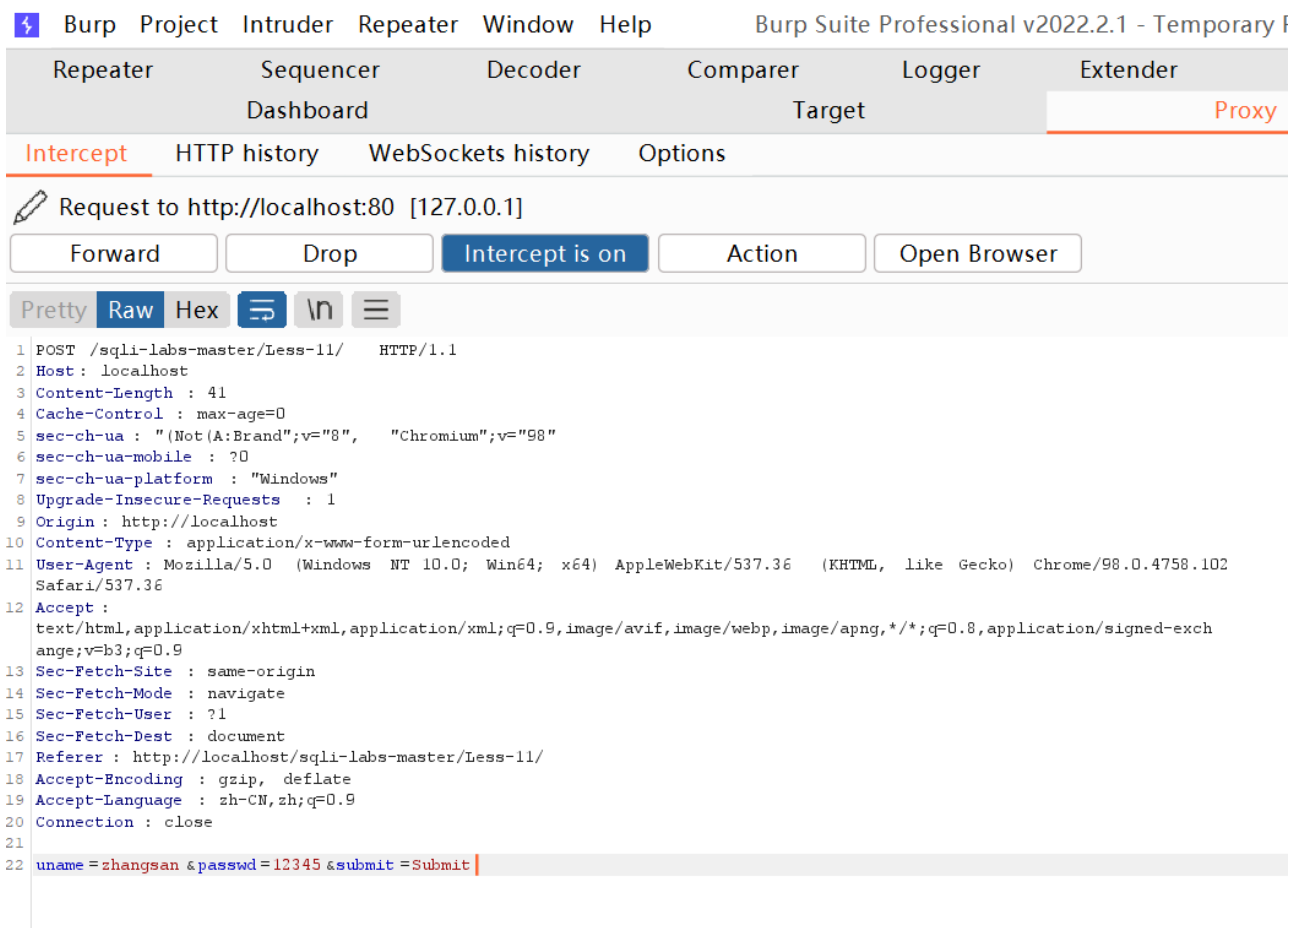 Burp Project Intruder Repeater Window Help Burp Suite Professional v2022.2.1 - Temporary
Repeater Sequencer Decoder Comparer Logger Extender
Dashboard Target Proxy
Intercept HTTP history WebSockets history Options
Request to http://localhost:80 [127.0.0.1]
Forward Drop Intercept is on Action Open Browser
Pretty Raw Hex \n
1 POST /sqli-labs-master/Less-11/ HTTP/1.1
2 Host : localhost
3 Content-Length : 41
4 Cache-Control : max-age=0
5 sec-ch-ua : "(Not(A:Brand";v="8", "Chromium";v="98"
6 sec-ch-ua-mobile : ?0
7 sec-ch-ua-platform : "Windows"
8 Upgrade-Insecure-Requests : 1
9 Origin : http://localhost
10 Content-Type : application/x-www-form-urlencoded
11 User-Agent : Mozilla/5.0 (Windows NT 10.0; Win64; x64) AppleWebKit/537.36 (KHTML, like Gecko) Chrome/98.0.4758.102
Safari/537.36
12 Accept :
text/html,application/xhtml+xml,application/xml;q=0.9,image/avif,image/webp,image/apng,*/*;q=0.8,application/signed-exch
ange;v=b3;q=0.9
13 Sec-Fetch-Site : same-origin
14 Sec-Fetch-Mode : navigate
15 Sec-Fetch-User : ?1
16 Sec-Fetch-Dest : document
17 Referer : http://localhost/sqli-labs-master/Less-11/
18 Accept-Encoding : gzip, deflate
19 Accept-Language : zh-CN,zh;q=0.9
20 Connection : close
21
22 uname =zhangsan &passwd =12345 &submit =Submit